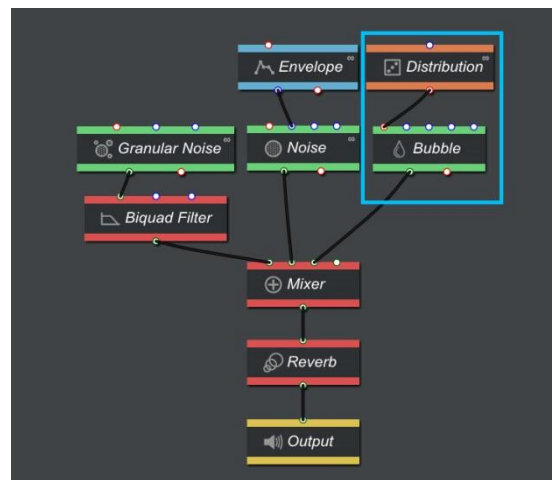 Envelope
Distribution
Granular Noise
Noise
Bubble
Biquad Filter
Mixer
Reverb
Output